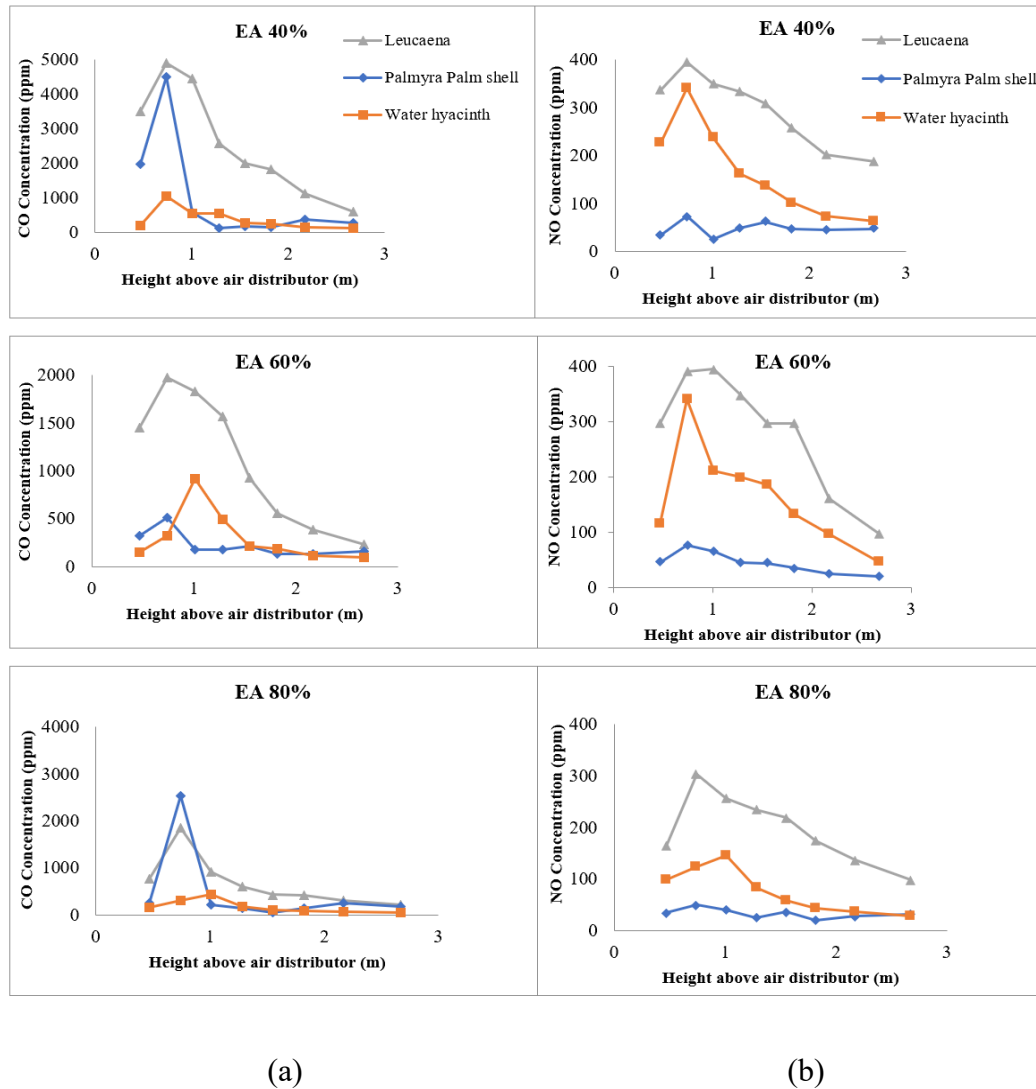 EA 40%
Leucaena
Palmyra Palm shell
Water hyacinth
CO Concentration (ppm)
5000
4000
3000
2000
1000
0
0 1 2 3
Height above air distributor (m)
EA 40%
Leucaena
Palmyra Palm shell
Water hyacinth
NO Concentration (ppm)
400
300
200
100
0
0 1 2 3
Height above air distributor (m)
EA 60%
CO Concentration (ppm)
2000
1500
1000
500
0
0 1 2 3
Height above air distributor (m)
EA 60%
NO Concentration (ppm)
400
300
200
100
0
0 1 2 3
Height above air distributor (m)
EA 80%
CO Concentration (ppm)
4000
3000
2000
1000
0
0 1 2 3
Height above air distributor (m)
EA 80%
NO Concentration (ppm)
400
300
200
100
0
0 1 2 3
Height above air distributor (m)
(a) (b)